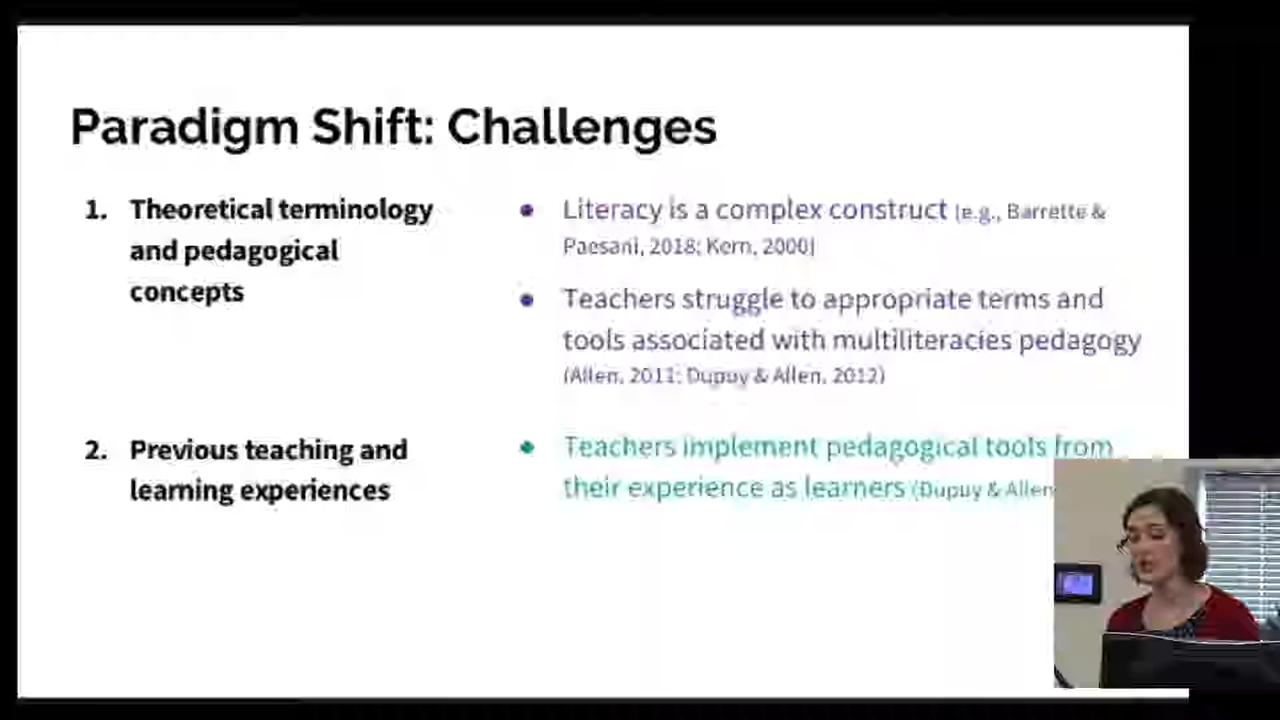 Paradigm Shift: Challenges
1. Theoretical terminology
and pedagogical
concepts
● Literacy is a complex construct (e.g., Barrette &
Paesani, 2018; Kern, 2000)
● Teachers struggle to appropriate terms and
tools associated with multiliteracies pedagogy
(Allen, 2011; Dupuy & Allen, 2012)
2. Previous teaching and
learning experiences
● Teachers implement pedagogical tools from
their experience as learners (Dupuy & Allen